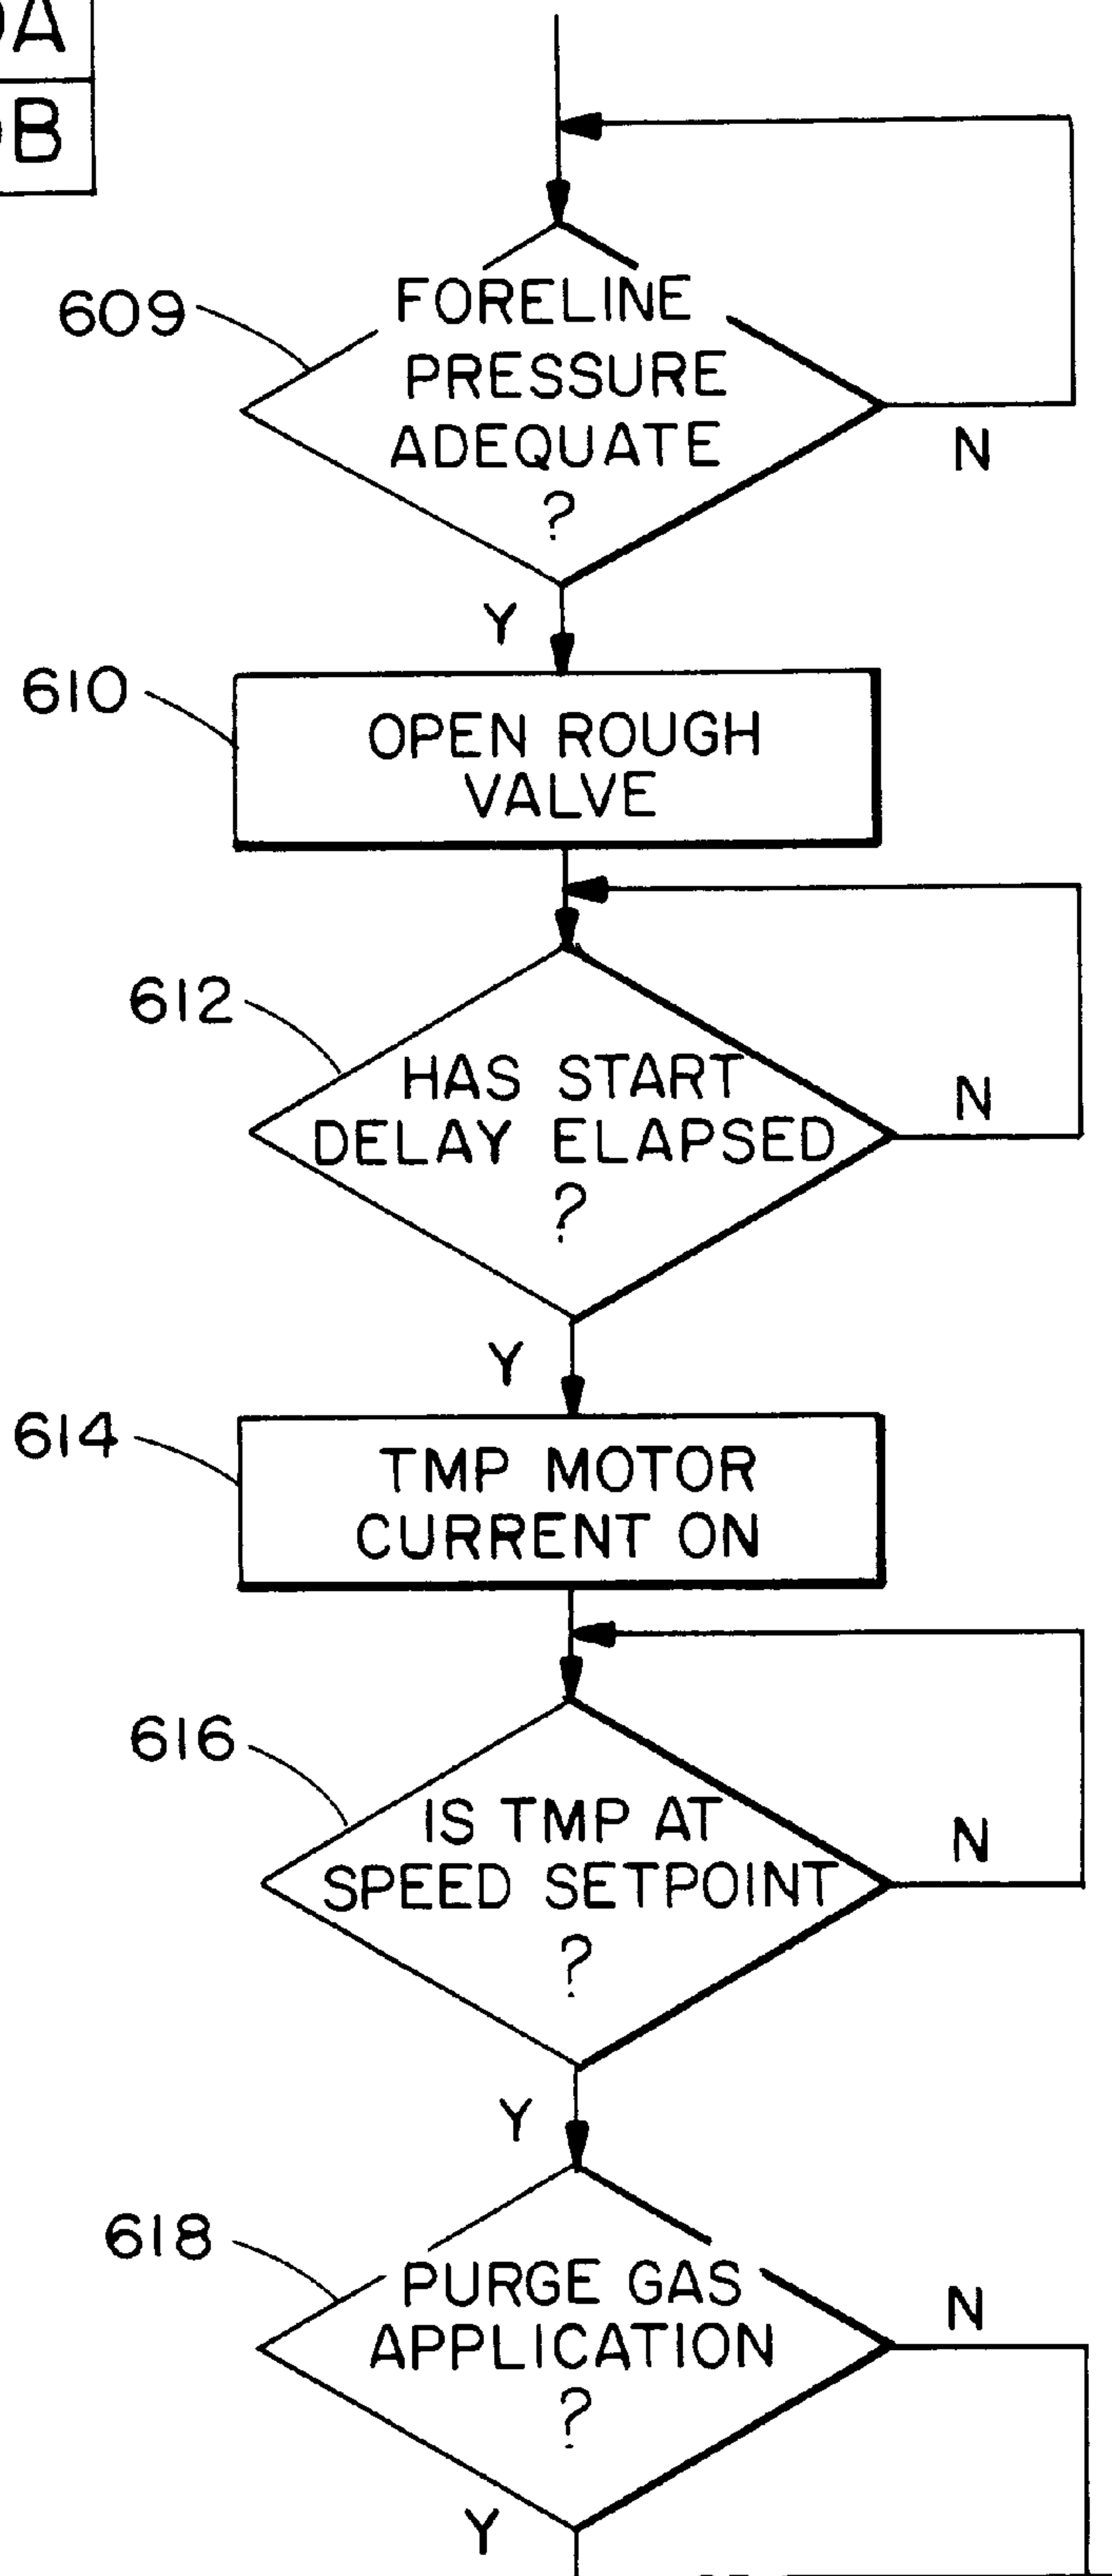 A
B
609
FORELINE
PRESSURE
ADEQUATE
?
N
Y
610
OPEN ROUGH
VALVE
612
HAS START
DELAY ELAPSED
?
N
Y
614
TMP MOTOR
CURRENT ON
616
IS TMP AT
SPEED SETPOINT
?
N
Y
618
PURGE GAS
APPLICATION
?
N
Y